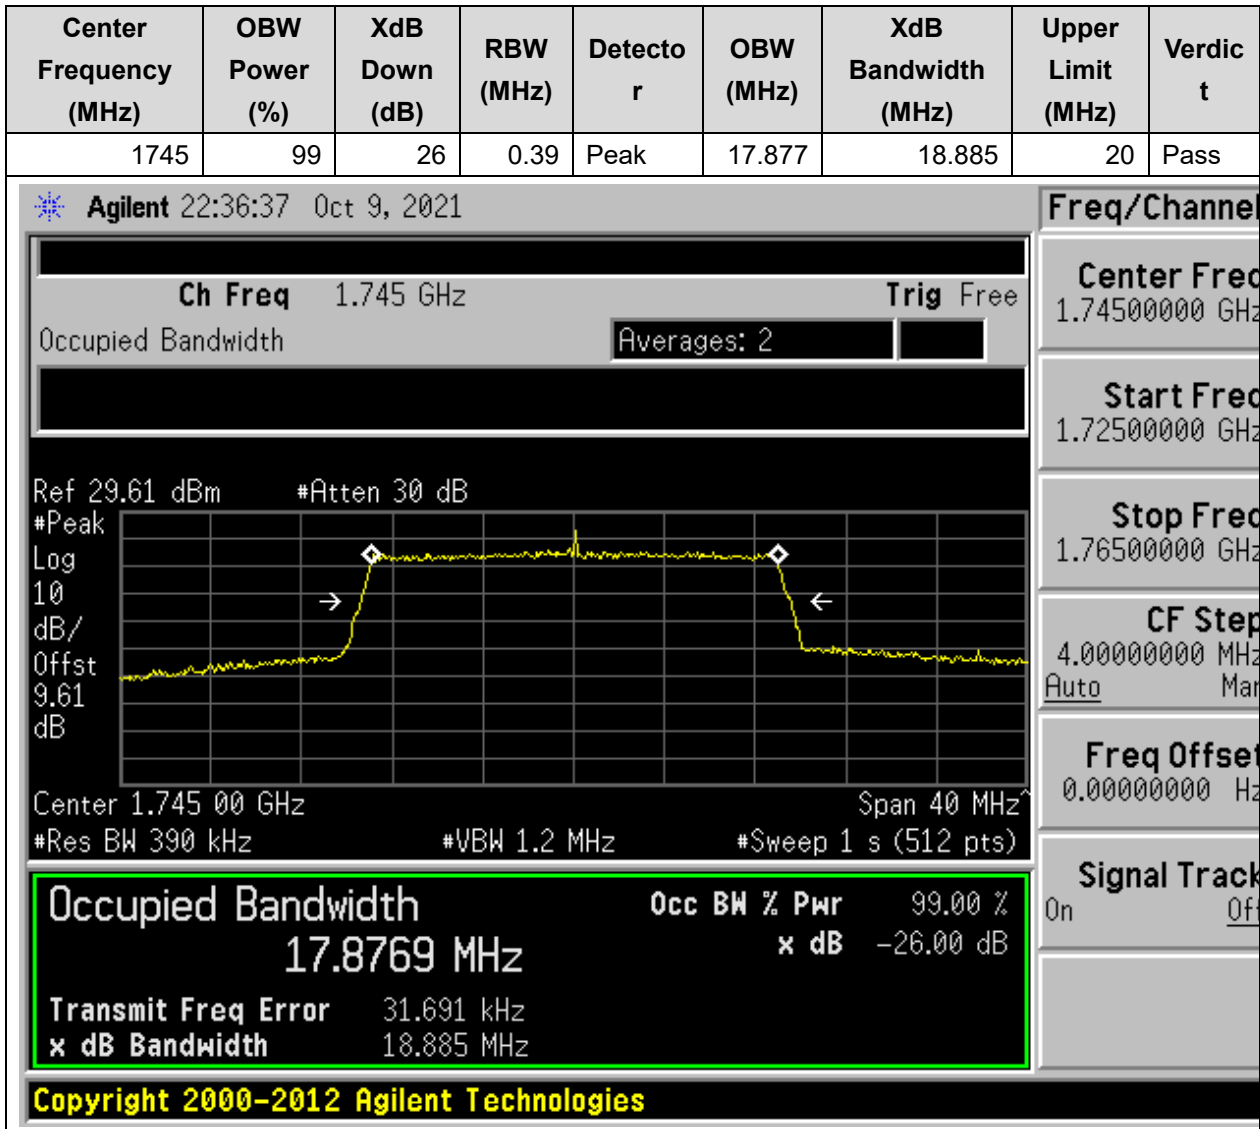 Center Frequency (MHz) OBW Power (%) XdB Down (dB) RBW (MHz) Detecto r OBW (MHz) XdB Bandwidth (MHz) Upper Limit (MHz) Verdic t
1745 99 26 0.39 Peak 17.877 18.885 20 Pass
Agilent 22:36:37 Oct 9, 2021
Freq/Channel
Ch Freq 1.745 GHz Trig Free
Occupied Bandwidth Averages: 2
Center Freq
1.74500000 GHz
Start Freq
1.72500000 GHz
Stop Freq
1.76500000 GHz
CF Step
4.00000000 MHz
Auto Man
Freq Offset
0.00000000 Hz
Signal Track
On Off
Ref 29.61 dBm #Atten 30 dB
#Peak
Log
10
dB/
Offst
9.61
dB
Center 1.745 00 GHz Span 40 MHz^
#Res BW 390 kHz #VBW 1.2 MHz #Sweep 1 s (512 pts)
Occupied Bandwidth Occ BW % Pwr 99.00 %
17.8769 MHz x dB -26.00 dB
Transmit Freq Error 31.691 kHz
x dB Bandwidth 18.885 MHz
Copyright 2000-2012 Agilent Technologies